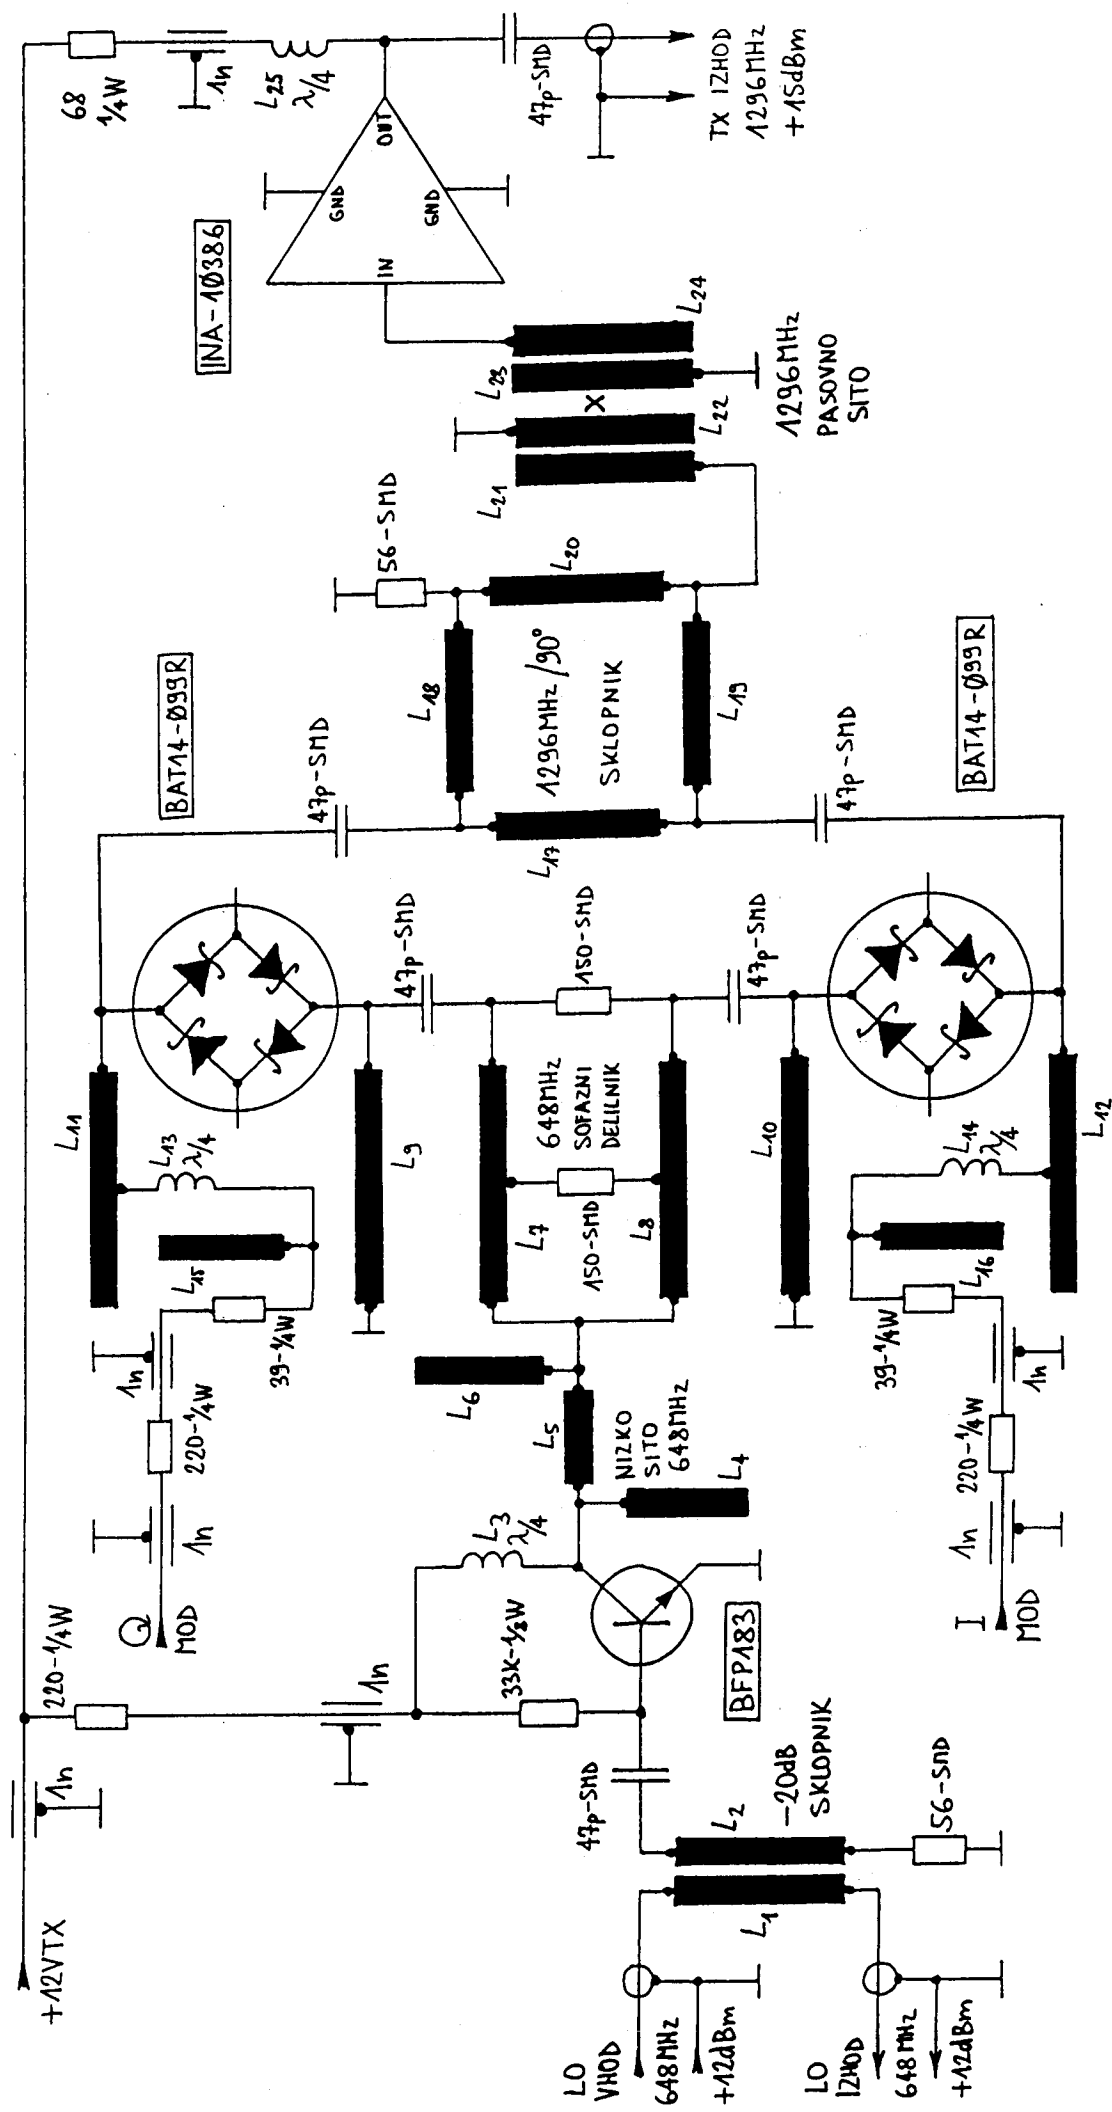 +12VTX
1n
220-¼W
Q
MOD
1n
220-¼W
1n
39-¼W
L15
L13
λ/4
L11
BAT14-Ø99R
47p-SMD
68
¼W
1n
L25
λ/4
47p-SMD
TX IZHOD
1296MHz
+15dBm
INA-1Ø386
IN
OUT
GND
GND
L24
L23
X
L22
L21
1296MHz
PASOVNO
SITO
56-SMD
L20
L18
1296MHz/90°
SKLOPNIK
L19
L17
47p-SMD
L9
47p-SMD
150-SMD
648MHz
SOFAZNI
DELILNIK
L7
150-SMD
L8
47p-SMD
L10
BAT14-Ø99R
L12
L14
λ/4
L16
39-¼W
1n
220-¼W
1n
I
MOD
L6
L5
NIZKO
SITO
648MHz
L4
L3
λ/4
1n
33k-⅛W
BFP183
47p-SMD
L2
-20dB
SKLOPNIK
L1
56-SMD
LO
VHOD
648MHz
+12dBm
LO
IZHOD
648MHz
+12dBm